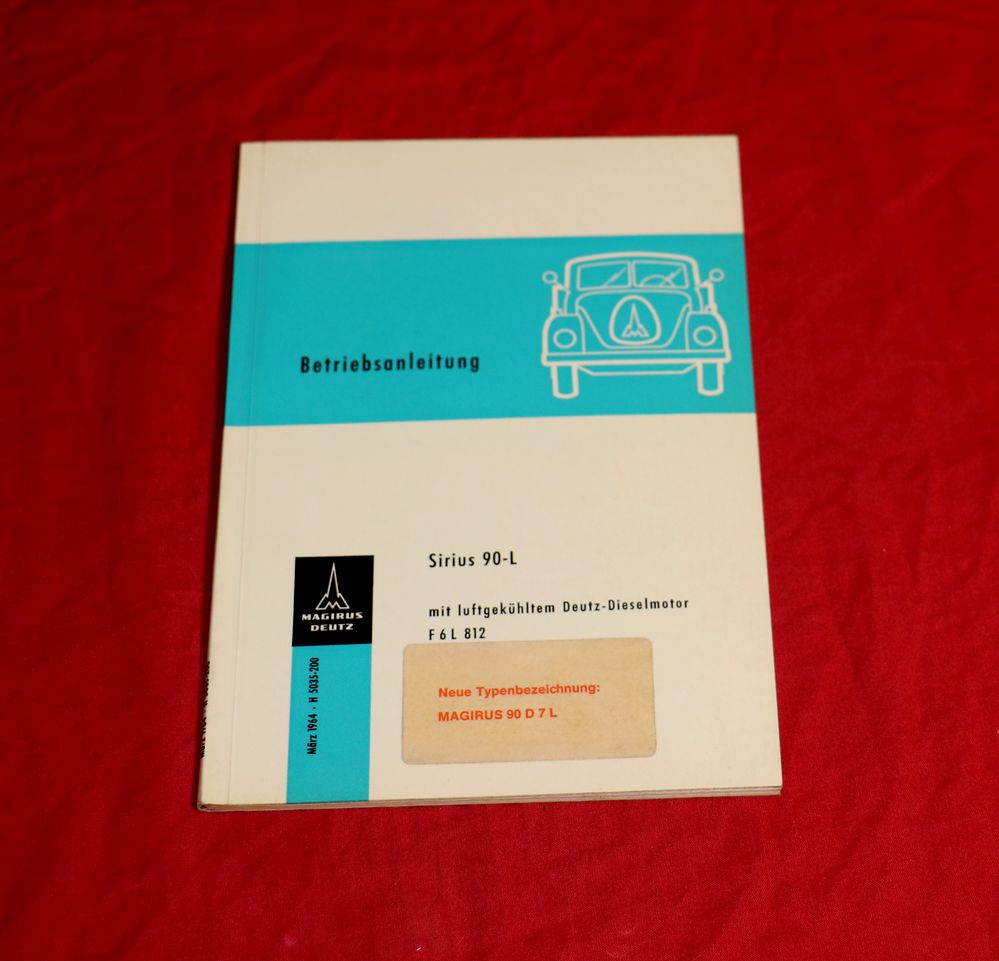 Betriebsanleitung
Sirius 90-L
mit luftgekühltem Deutz-Dieselmotor
F 6 L 812
MAGIRUS
DEUTZ
März 1964 · H 5035-200
Neue Typenbezeichnung:
MAGIRUS 90 D 7 L